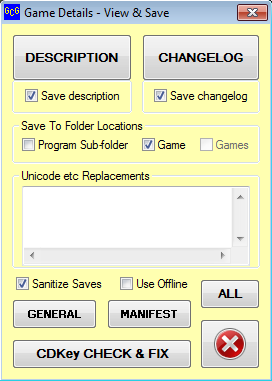 GcG Game Details - View & Save
DESCRIPTION CHANGELOG
Save description Save changelog
Save To Folder Locations
Program Sub-folder Game Games
Unicode etc Replacements
Sanitize Saves Use Offline
ALL
GENERAL MANIFEST
CDKey CHECK & FIX